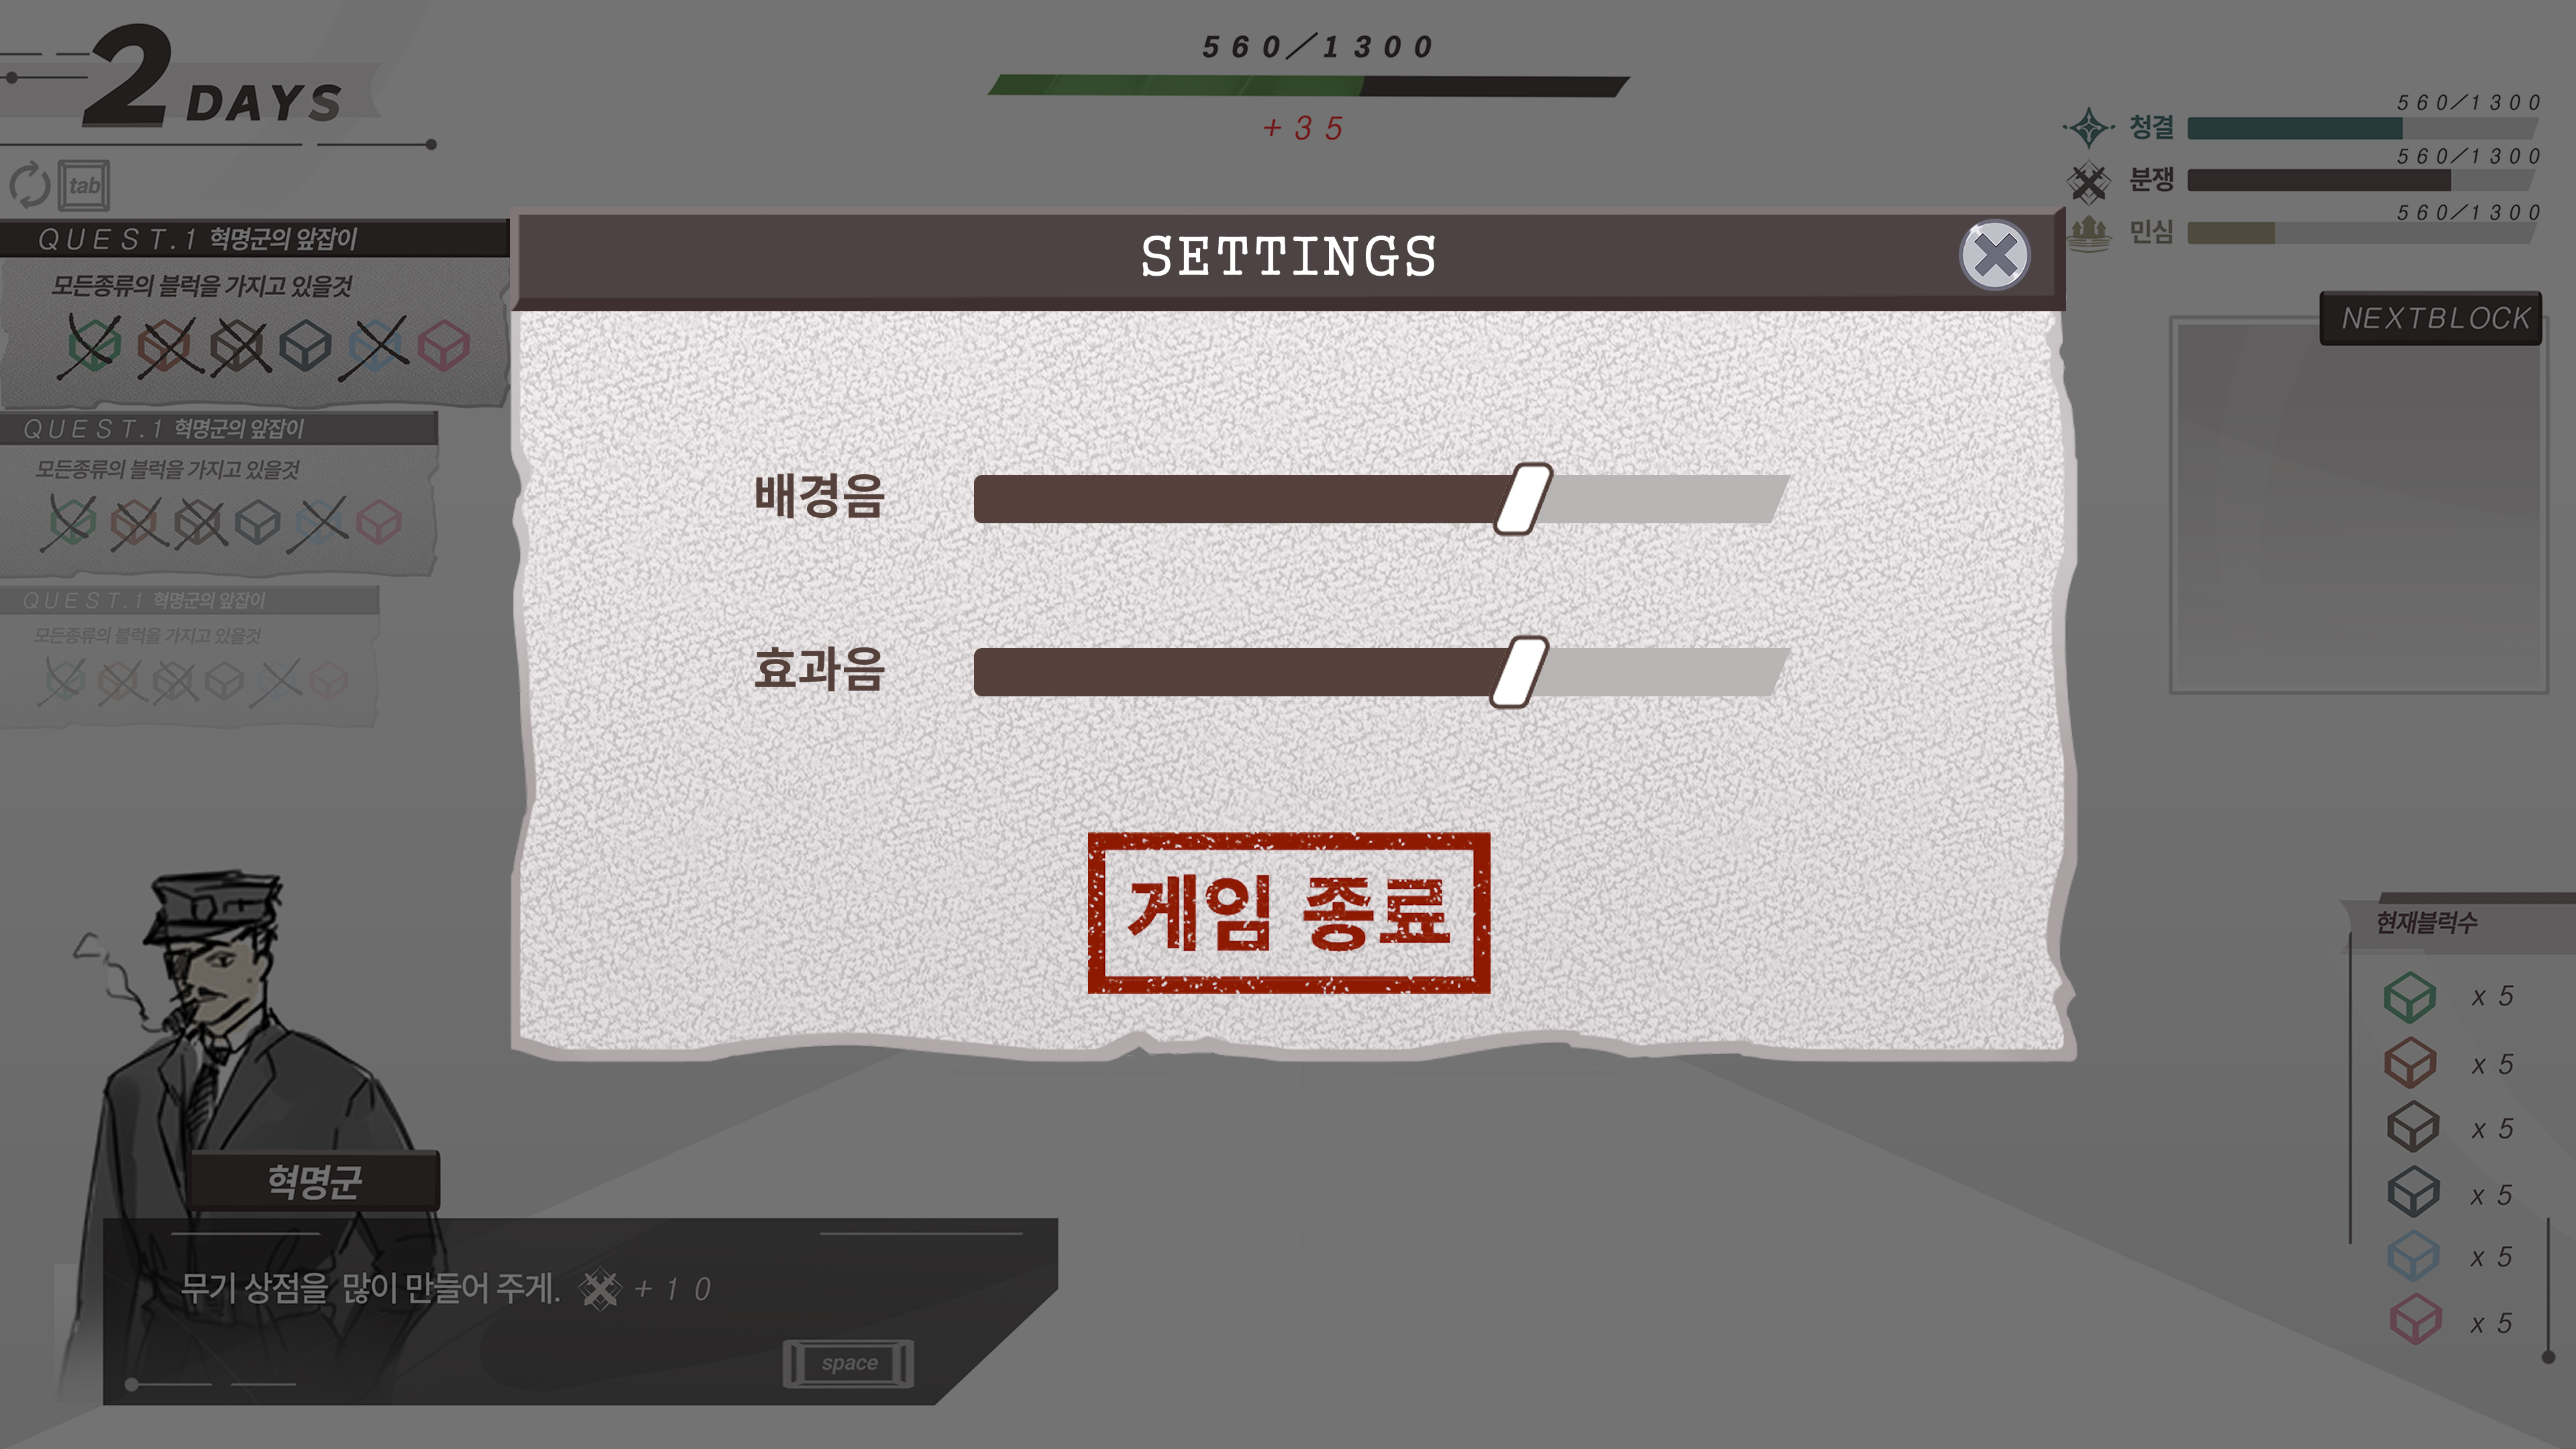 2 DAYS
tab
560/1300
+35
560/1300
청결
560/1300
분쟁
560/1300
민심
QUEST.1 혁명군의 앞잡이
모든종류의 블럭을 가지고 있을것
QUEST.1 혁명군의 앞잡이
모든종류의 블럭을 가지고 있을것
QUEST.1 혁명군의 앞잡이
모든종류의 블럭을 가지고 있을것
SETTINGS
배경음
효과음
게임 종료
NEXTBLOCK
현재블럭수
x 5
x 5
x 5
x 5
x 5
x 5
혁명군
무기 상점을 많이 만들어 주게. +10
space